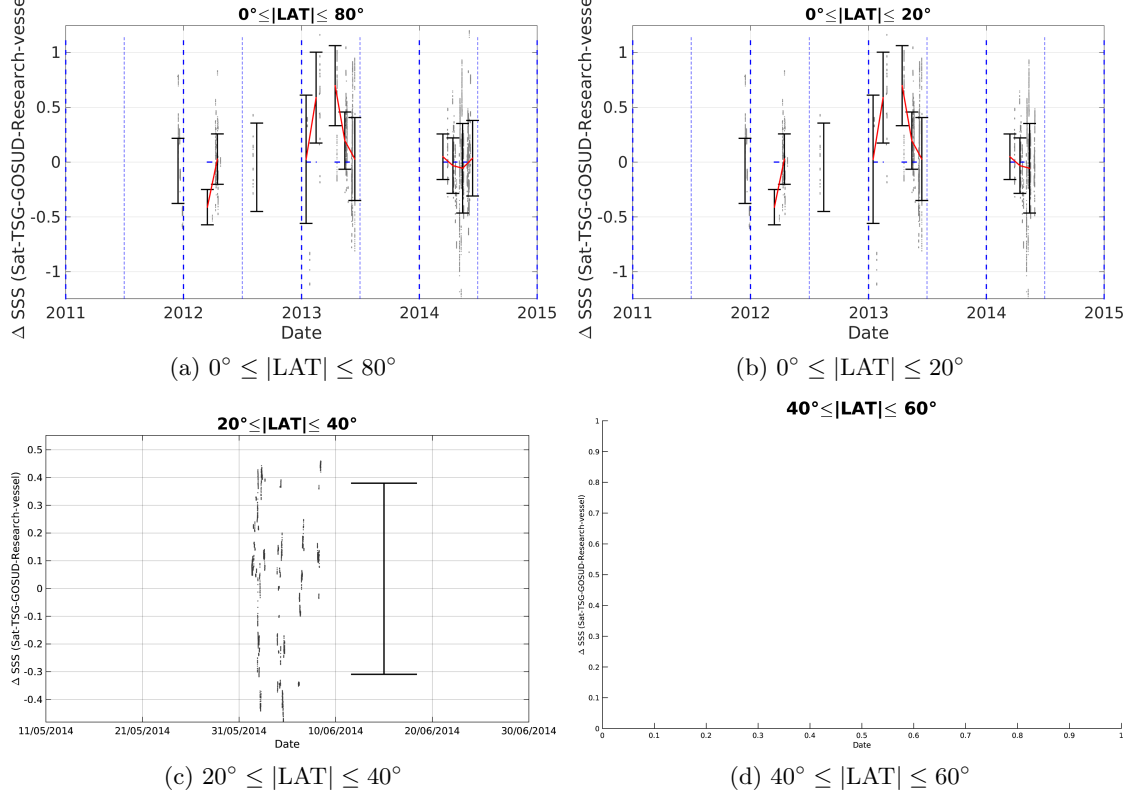 0°≤|LAT|≤ 80°
Δ SSS (Sat-TSG-GOSUD-Research-vessel)
1
0.5
0
-0.5
-1
2011 2012 2013 2014 2015
Date
(a) 0° ≤ |LAT| ≤ 80°
0°≤|LAT|≤ 20°
Δ SSS (Sat-TSG-GOSUD-Research-vessel)
1
0.5
0
-0.5
-1
2011 2012 2013 2014 2015
Date
(b) 0° ≤ |LAT| ≤ 20°
20°≤|LAT|≤ 40°
Δ SSS (Sat-TSG-GOSUD-Research-vessel)
0.5
0.4
0.3
0.2
0.1
0
-0.1
-0.2
-0.3
-0.4
11/05/2014 21/05/2014 31/05/2014 10/06/2014 20/06/2014 30/06/2014
Date
(c) 20° ≤ |LAT| ≤ 40°
40°≤|LAT|≤ 60°
Δ SSS (Sat-TSG-GOSUD-Research-vessel)
1
0.9
0.8
0.7
0.6
0.5
0.4
0.3
0.2
0.1
0
0 0.1 0.2 0.3 0.4 0.5 0.6 0.7 0.8 0.9 1
Date
(d) 40° ≤ |LAT| ≤ 60°